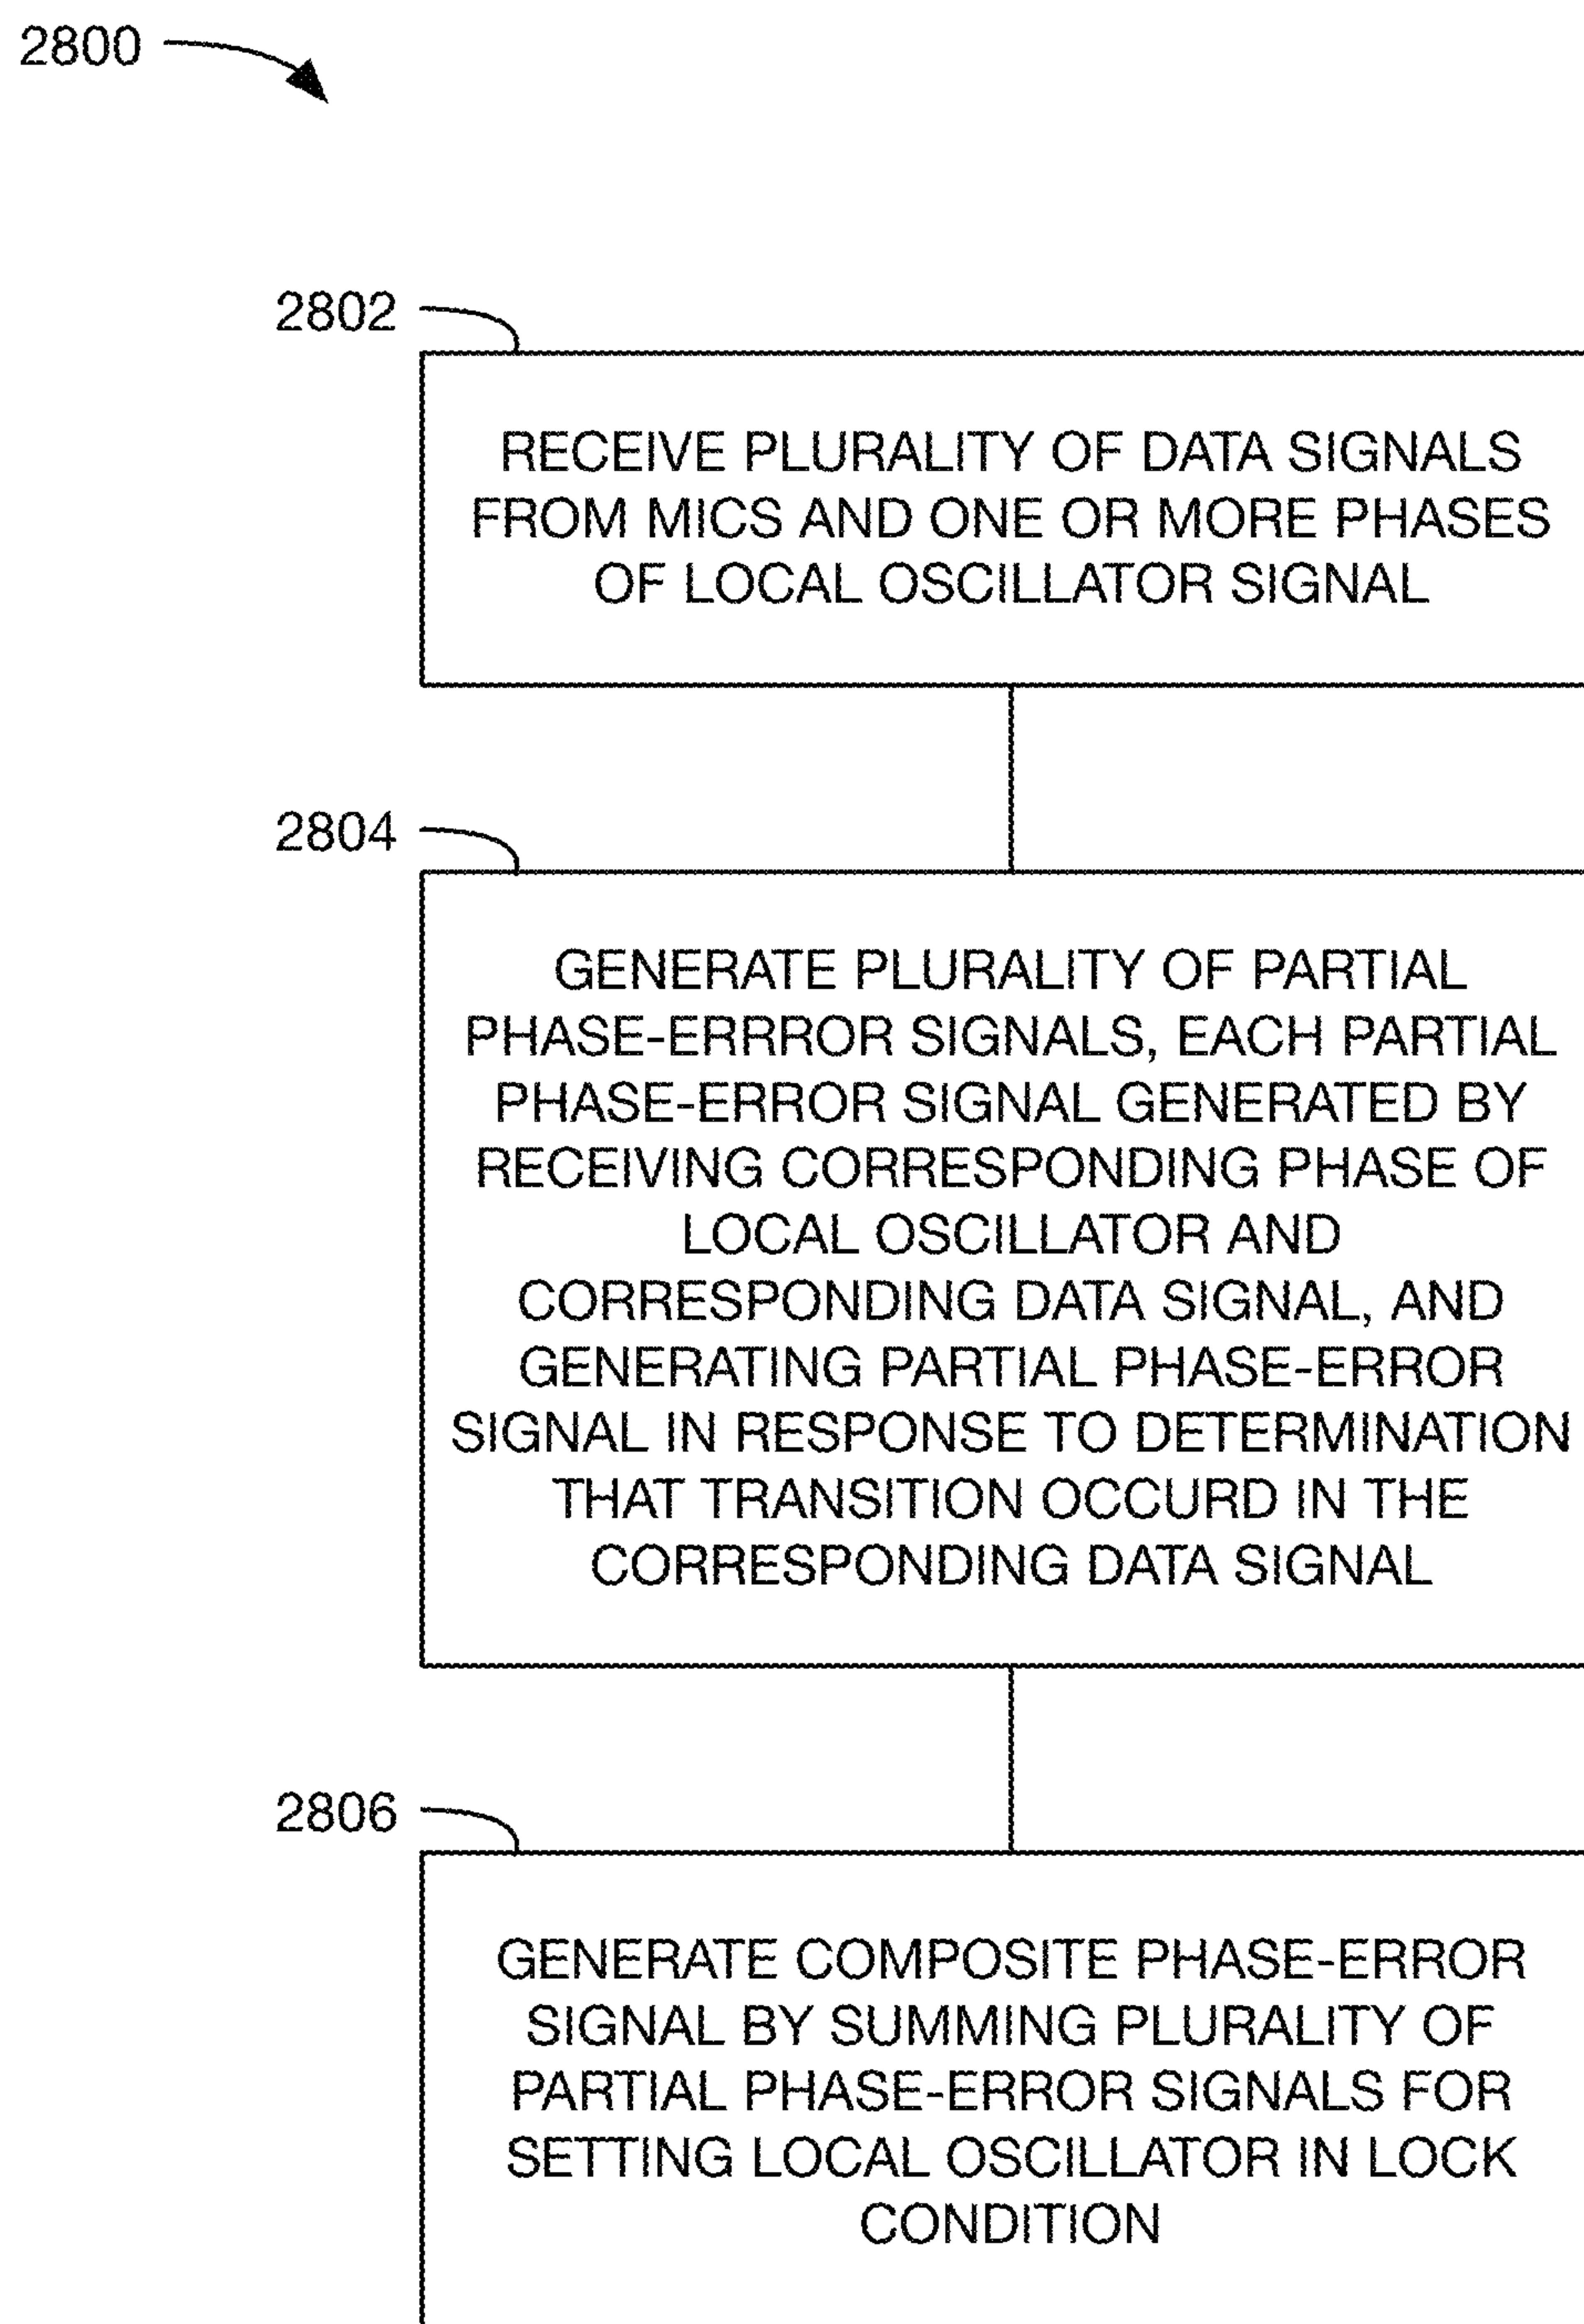 2800
2802
RECEIVE PLURALITY OF DATA SIGNALS
FROM MICS AND ONE OR MORE PHASES
OF LOCAL OSCILLATOR SIGNAL
2804
GENERATE PLURALITY OF PARTIAL
PHASE-ERRROR SIGNALS, EACH PARTIAL
PHASE-ERROR SIGNAL GENERATED BY
RECEIVING CORRESPONDING PHASE OF
LOCAL OSCILLATOR AND
CORRESPONDING DATA SIGNAL, AND
GENERATING PARTIAL PHASE-ERROR
SIGNAL IN RESPONSE TO DETERMINATION
THAT TRANSITION OCCURD IN THE
CORRESPONDING DATA SIGNAL
2806
GENERATE COMPOSITE PHASE-ERROR
SIGNAL BY SUMMING PLURALITY OF
PARTIAL PHASE-ERROR SIGNALS FOR
SETTING LOCAL OSCILLATOR IN LOCK
CONDITION